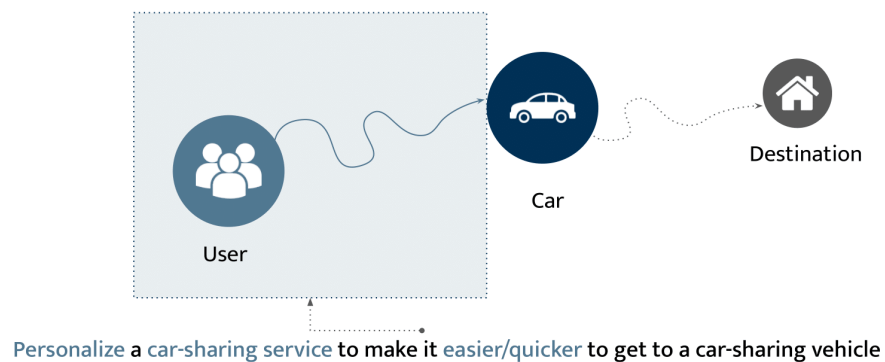 Destination
Car
User
Personalize a car-sharing service to make it easier/quicker to get to a car-sharing vehicle